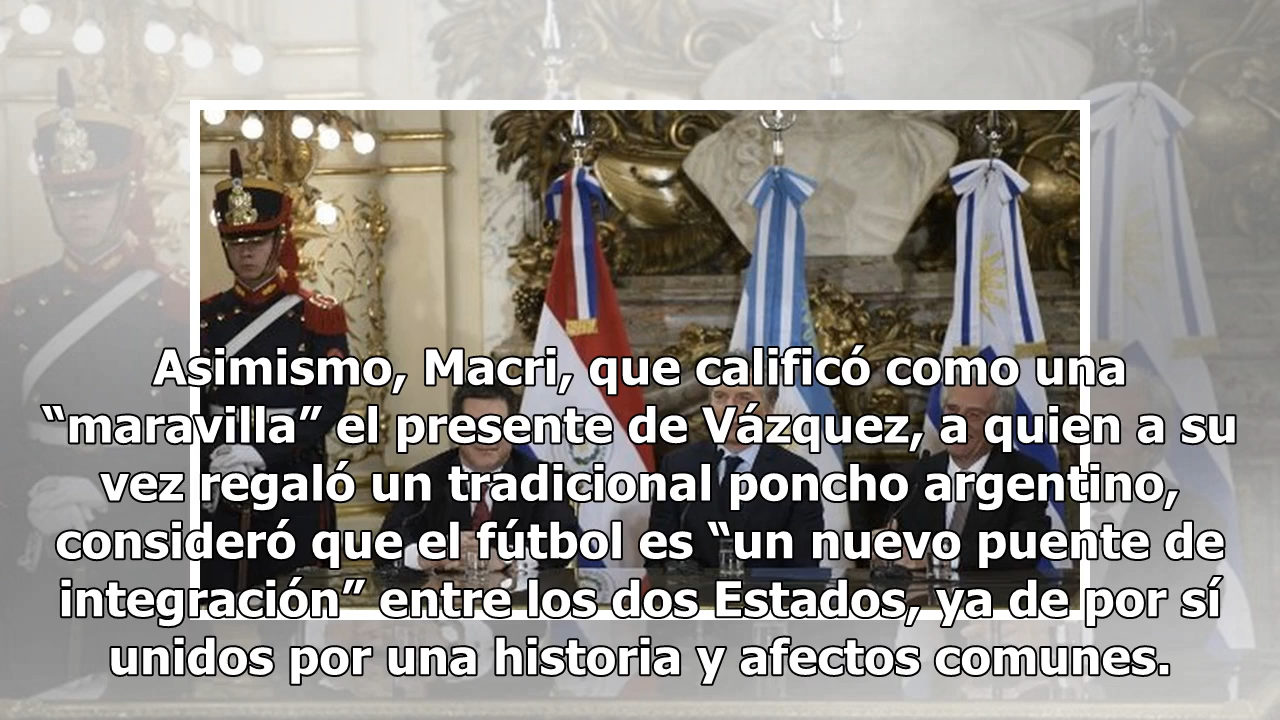 Asimismo, Macri, que calificó como una
“maravilla” el presente de Vázquez, a quien a su
vez regaló un tradicional poncho argentino,
consideró que el fútbol es “un nuevo puente de
integración” entre los dos Estados, ya de por sí
unidos por una historia y afectos comunes.